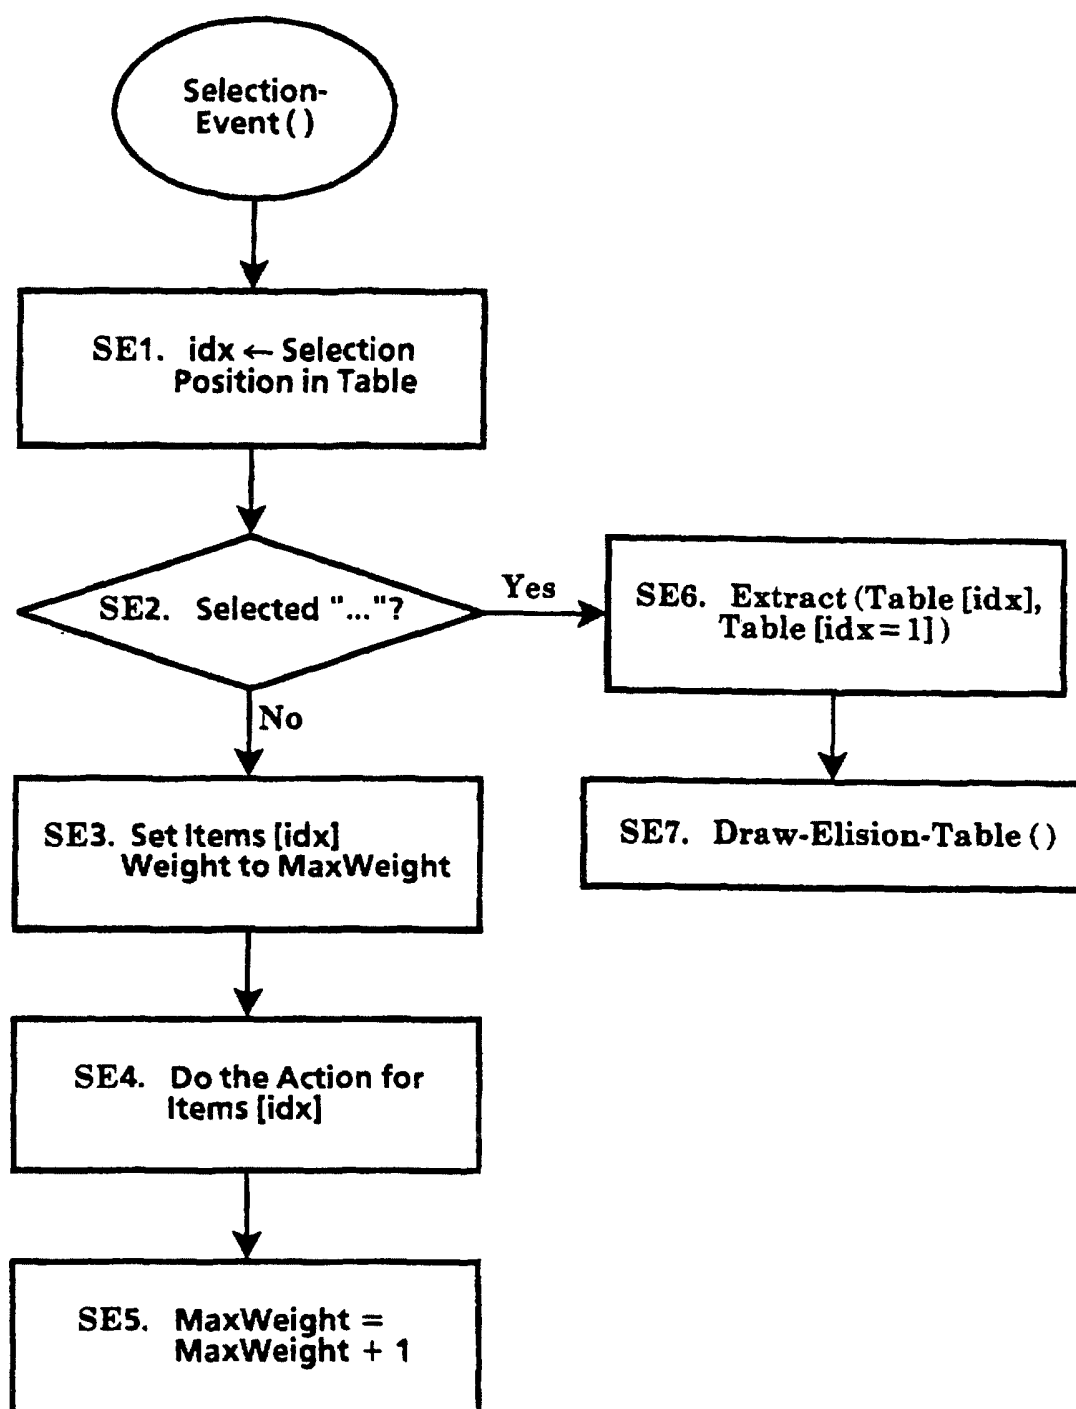 Selection-
Event ( )
SE1. idx ← Selection
Position in Table
SE2. Selected "..."?
Yes
No
SE6. Extract (Table [idx],
Table [idx = 1] )
SE7. Draw-Elision-Table ( )
SE3. Set Items [idx]
Weight to MaxWeight
SE4. Do the Action for
Items [idx]
SE5. MaxWeight =
MaxWeight + 1